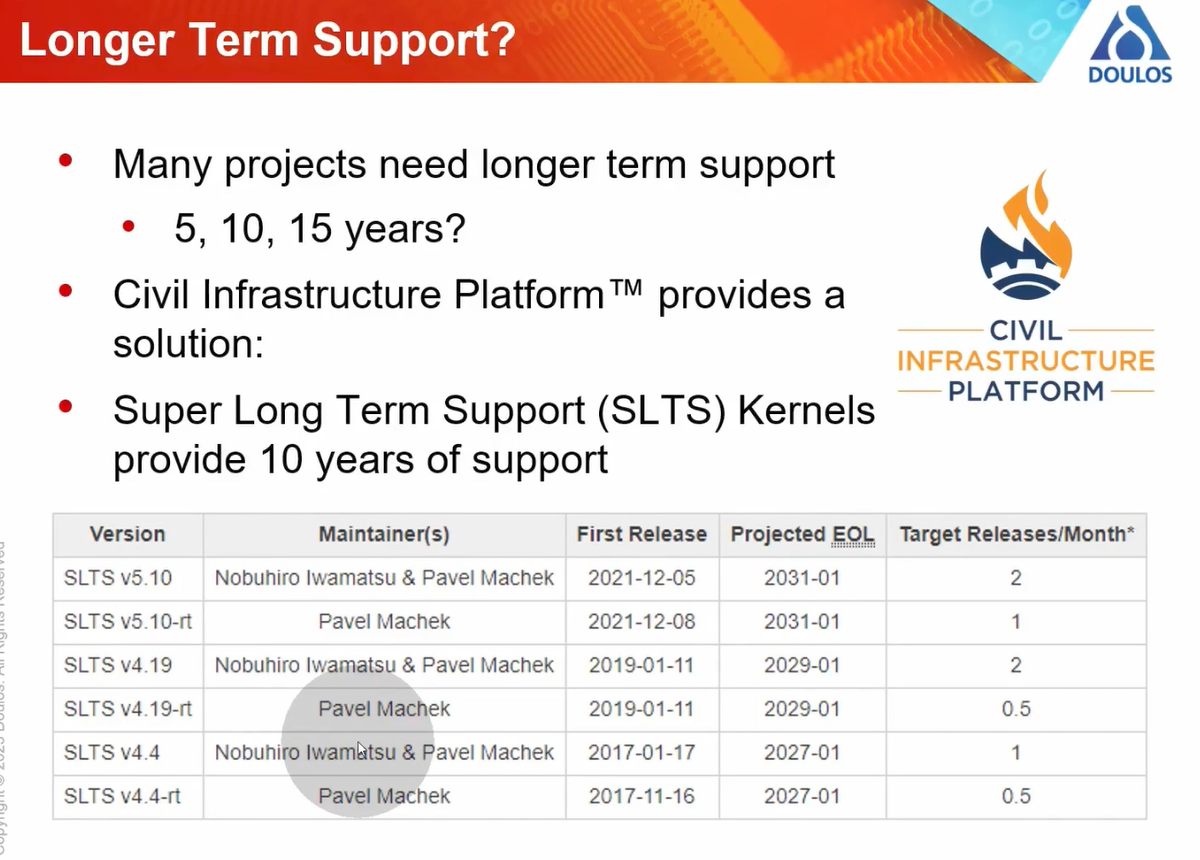 Longer Term Support?
DOULOS
• Many projects need longer term support
• 5, 10, 15 years?
• Civil Infrastructure Platform™ provides a
solution:
• Super Long Term Support (SLTS) Kernels
provide 10 years of support
CIVIL
INFRASTRUCTURE
PLATFORM
Version Maintainer(s) First Release Projected EOL Target Releases/Month*
SLTS v5.10 Nobuhiro Iwamatsu & Pavel Machek 2021-12-05 2031-01 2
SLTS v5.10-rt Pavel Machek 2021-12-08 2031-01 1
SLTS v4.19 Nobuhiro Iwamatsu & Pavel Machek 2019-01-11 2029-01 2
SLTS v4.19-rt Pavel Machek 2019-01-11 2029-01 0.5
SLTS v4.4 Nobuhiro Iwamatsu & Pavel Machek 2017-01-17 2027-01 1
SLTS v4.4-rt Pavel Machek 2017-11-16 2027-01 0.5
Copyright © 2023 Doulos. All Rights Reserved